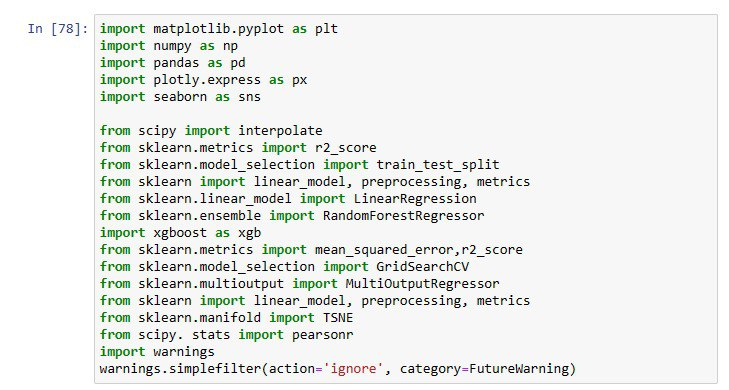 In [78]: import matplotlib.pyplot as plt
import numpy as np
import pandas as pd
import plotly.express as px
import seaborn as sns

from scipy import interpolate
from sklearn.metrics import r2_score
from sklearn.model_selection import train_test_split
from sklearn import linear_model, preprocessing, metrics
from sklearn.linear_model import LinearRegression
from sklearn.ensemble import RandomForestRegressor
import xgboost as xgb
from sklearn.metrics import mean_squared_error,r2_score
from sklearn.model_selection import GridSearchCV
from sklearn.multioutput import MultiOutputRegressor
from sklearn import linear_model, preprocessing, metrics
from sklearn.manifold import TSNE
from scipy. stats import pearsonr
import warnings
warnings.simplefilter(action='ignore', category=FutureWarning)